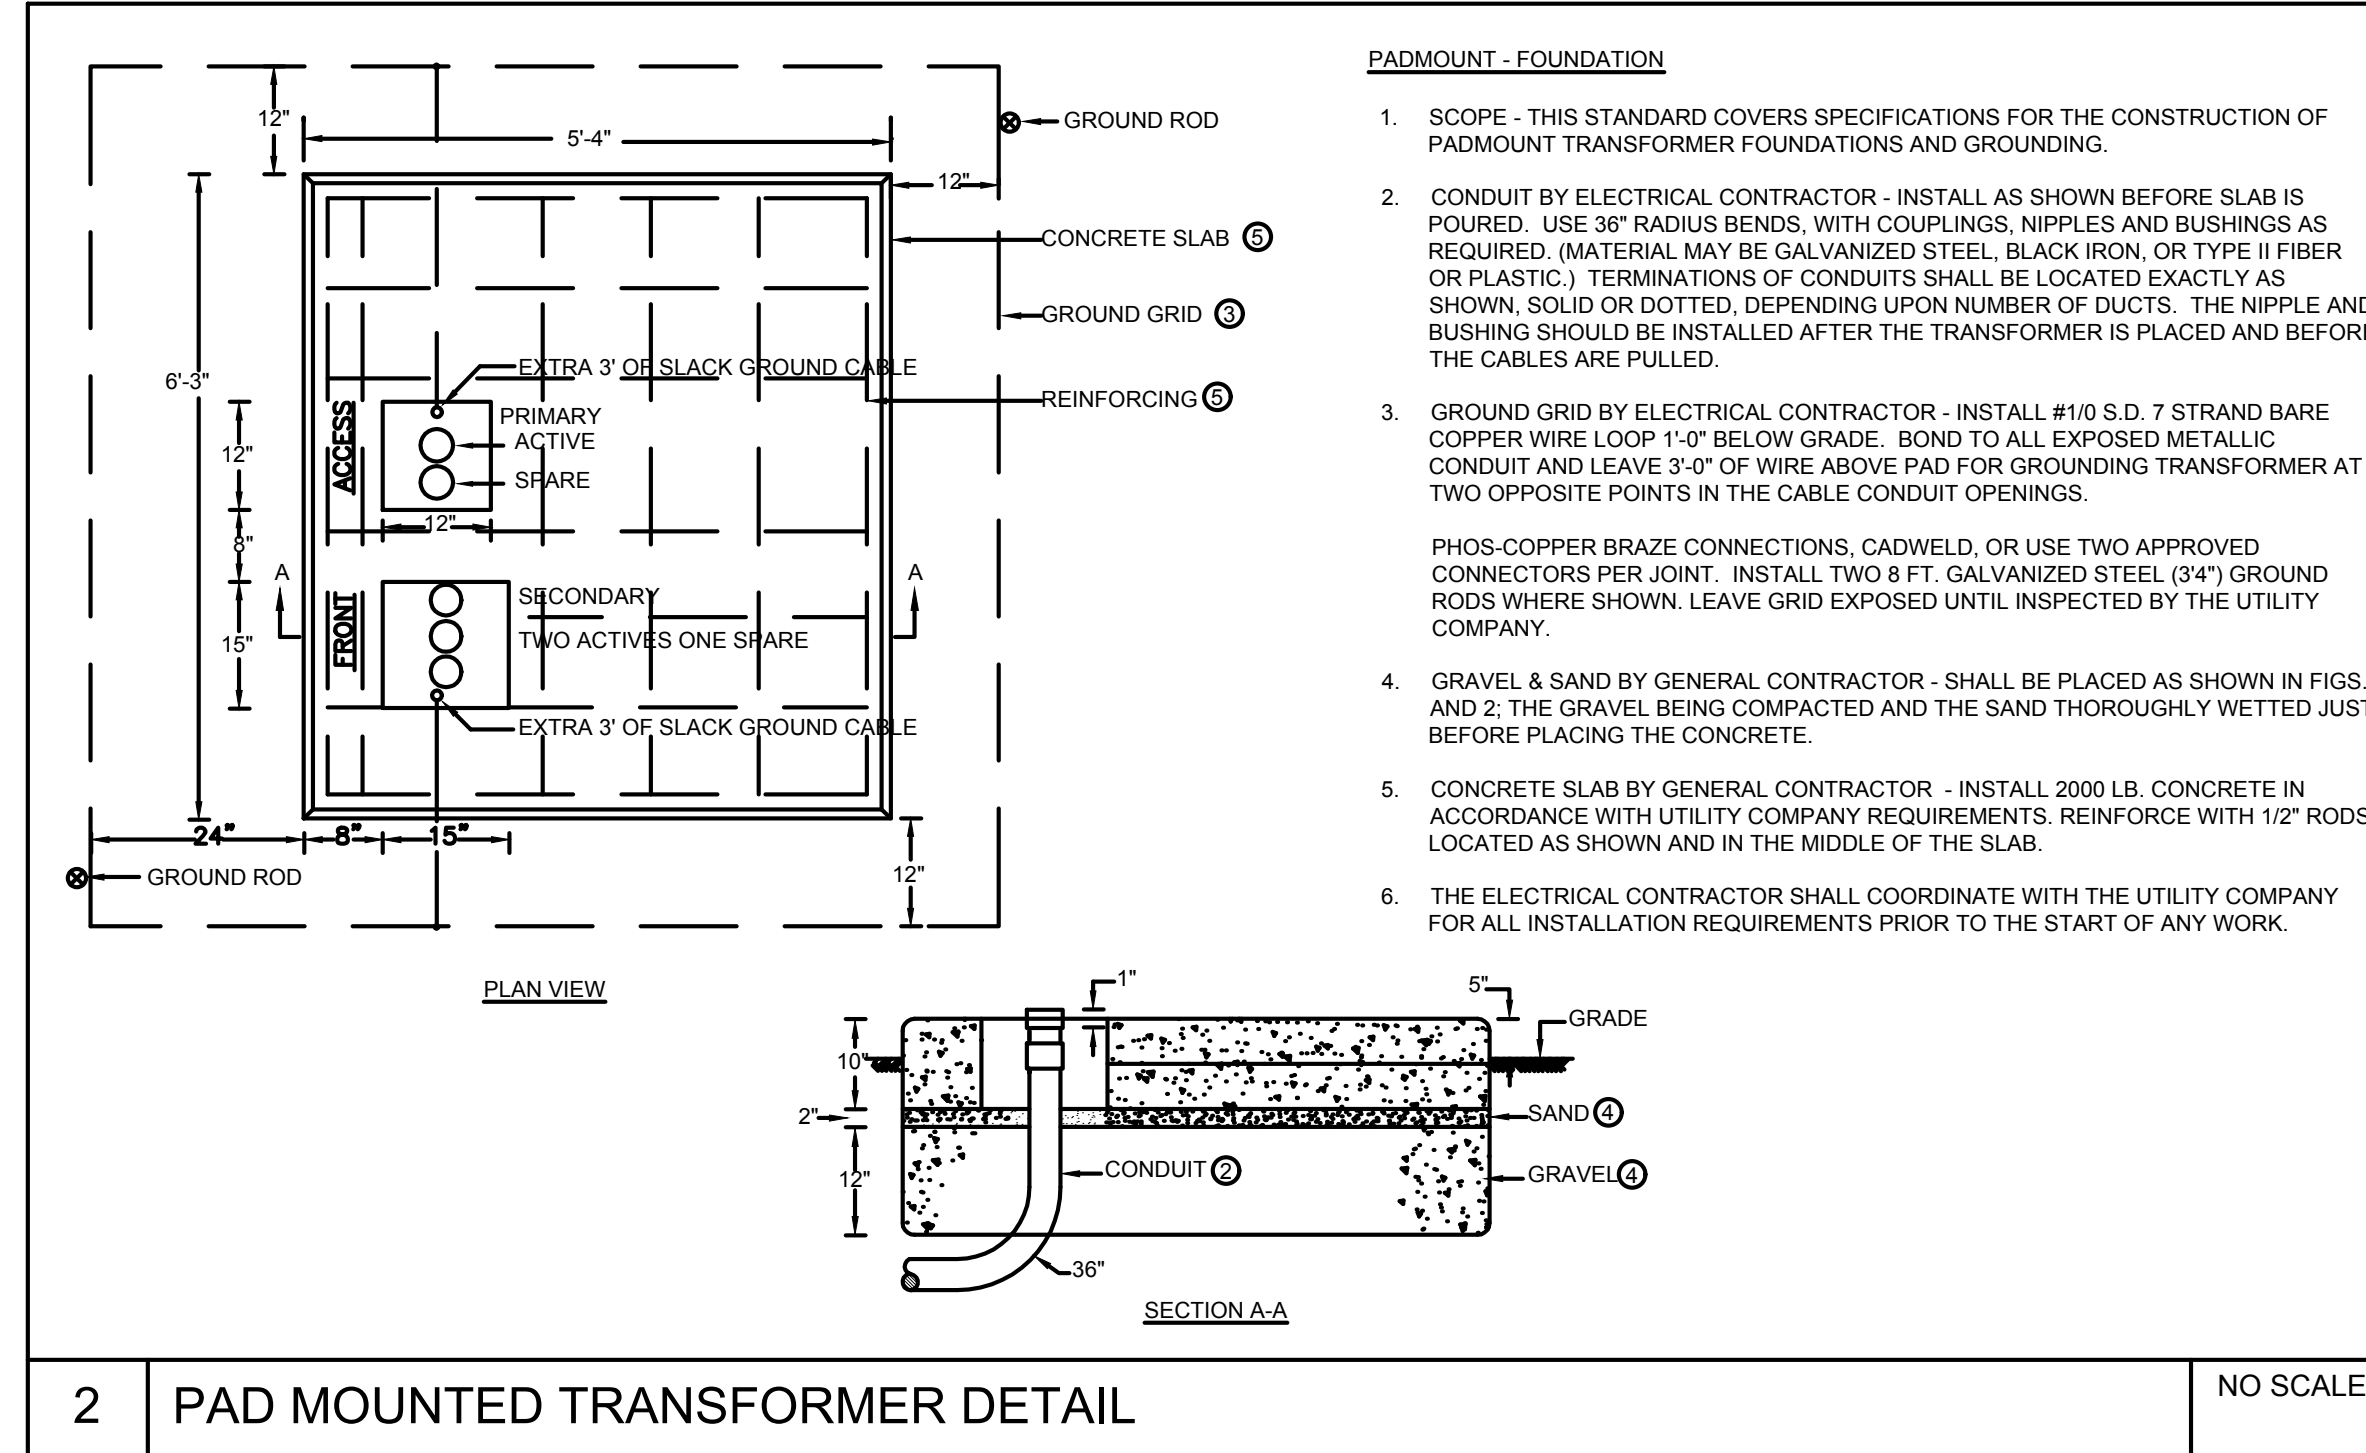 12"
5'-4"
GROUND ROD
12"
CONCRETE SLAB 5
GROUND GRID 3
EXTRA 3' OF SLACK GROUND CABLE
6'-3"
REINFORCING 5
ACCESS
PRIMARY
ACTIVE
12"
SPARE
12"
8"
A
A
SECONDARY
FRONT
15"
TWO ACTIVES ONE SPARE
EXTRA 3' OF SLACK GROUND CABLE
24"
8"
15"
GROUND ROD
12"
PLAN VIEW
PADMOUNT - FOUNDATION
1. SCOPE - THIS STANDARD COVERS SPECIFICATIONS FOR THE CONSTRUCTION OF
PADMOUNT TRANSFORMER FOUNDATIONS AND GROUNDING.
2. CONDUIT BY ELECTRICAL CONTRACTOR - INSTALL AS SHOWN BEFORE SLAB IS
POURED. USE 36" RADIUS BENDS, WITH COUPLINGS, NIPPLES AND BUSHINGS AS
REQUIRED. (MATERIAL MAY BE GALVANIZED STEEL, BLACK IRON, OR TYPE II FIBER
OR PLASTIC.) TERMINATIONS OF CONDUITS SHALL BE LOCATED EXACTLY AS
SHOWN, SOLID OR DOTTED, DEPENDING UPON NUMBER OF DUCTS. THE NIPPLE AND
BUSHING SHOULD BE INSTALLED AFTER THE TRANSFORMER IS PLACED AND BEFORE
THE CABLES ARE PULLED.
3. GROUND GRID BY ELECTRICAL CONTRACTOR - INSTALL #1/0 S.D. 7 STRAND BARE
COPPER WIRE LOOP 1'-0" BELOW GRADE. BOND TO ALL EXPOSED METALLIC
CONDUIT AND LEAVE 3'-0" OF WIRE ABOVE PAD FOR GROUNDING TRANSFORMER AT
TWO OPPOSITE POINTS IN THE CABLE CONDUIT OPENINGS.
PHOS-COPPER BRAZE CONNECTIONS, CADWELD, OR USE TWO APPROVED
CONNECTORS PER JOINT. INSTALL TWO 8 FT. GALVANIZED STEEL (3'4") GROUND
RODS WHERE SHOWN. LEAVE GRID EXPOSED UNTIL INSPECTED BY THE UTILITY
COMPANY.
4. GRAVEL & SAND BY GENERAL CONTRACTOR - SHALL BE PLACED AS SHOWN IN FIGS.
AND 2; THE GRAVEL BEING COMPACTED AND THE SAND THOROUGHLY WETTED JUST
BEFORE PLACING THE CONCRETE.
5. CONCRETE SLAB BY GENERAL CONTRACTOR - INSTALL 2000 LB. CONCRETE IN
ACCORDANCE WITH UTILITY COMPANY REQUIREMENTS. REINFORCE WITH 1/2" RODS
LOCATED AS SHOWN AND IN THE MIDDLE OF THE SLAB.
6. THE ELECTRICAL CONTRACTOR SHALL COORDINATE WITH THE UTILITY COMPANY
FOR ALL INSTALLATION REQUIREMENTS PRIOR TO THE START OF ANY WORK.
1"
5"
GRADE
10"
2"
SAND 4
CONDUIT 2
12"
GRAVEL 4
36"
SECTION A-A
2
PAD MOUNTED TRANSFORMER DETAIL
NO SCALE